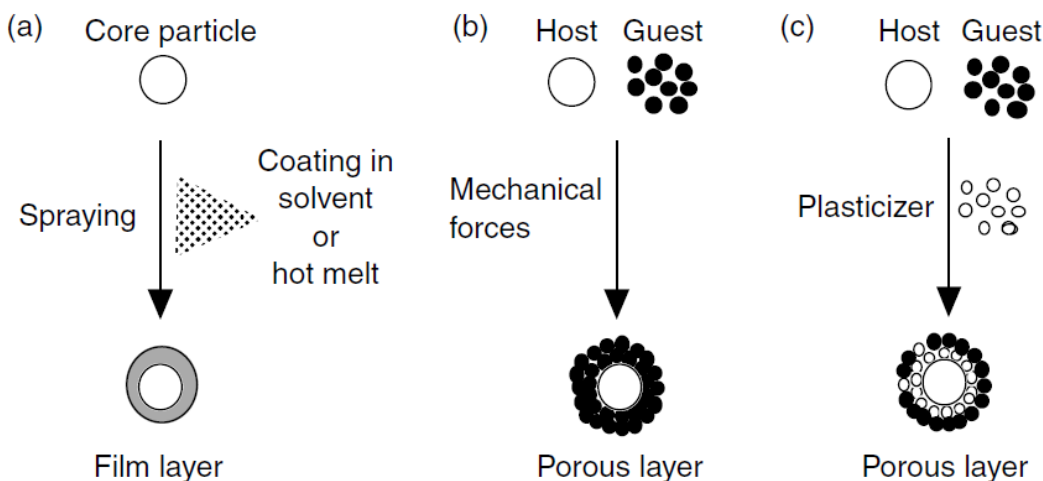 (a)
Core particle
Spraying
Coating in
solvent
or
hot melt
Film layer
(b)
Host Guest
Mechanical
forces
Porous layer
(c)
Host Guest
Plasticizer
Porous layer